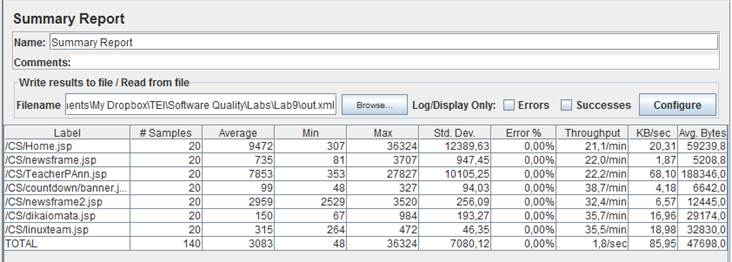 Summary Report
Name: Summary Report
Comments:
Write results to file / Read from file
Filename ents\My Dropbox\TEI\Software Quality\Labs\Lab9\out.xml Browse... Log/Display Only: Errors Successes Configure
Label # Samples Average Min Max Std. Dev. Error % Throughput KB/sec Avg. Bytes
/CS/Home.jsp 20 9472 307 36324 12389,63 0,00% 21,1/min 20,31 59239,8
/CS/newsframe.jsp 20 735 81 3707 947,45 0,00% 22,0/min 1,87 5208,8
/CS/TeacherPAnn.jsp 20 7853 353 27827 10105,25 0,00% 22,2/min 68,10 188346,0
/CS/countdown/banner.j... 20 99 48 327 94,03 0,00% 38,7/min 4,18 6642,0
/CS/newsframe2.jsp 20 2959 2529 3520 256,09 0,00% 32,4/min 6,57 12445,0
/CS/dikaiomata.jsp 20 150 67 984 193,27 0,00% 35,7/min 16,96 29174,0
/CS/linuxteam.jsp 20 315 264 472 46,35 0,00% 35,5/min 18,98 32830,0
TOTAL 140 3083 48 36324 7080,12 0,00% 1,8/sec 85,95 47698,0